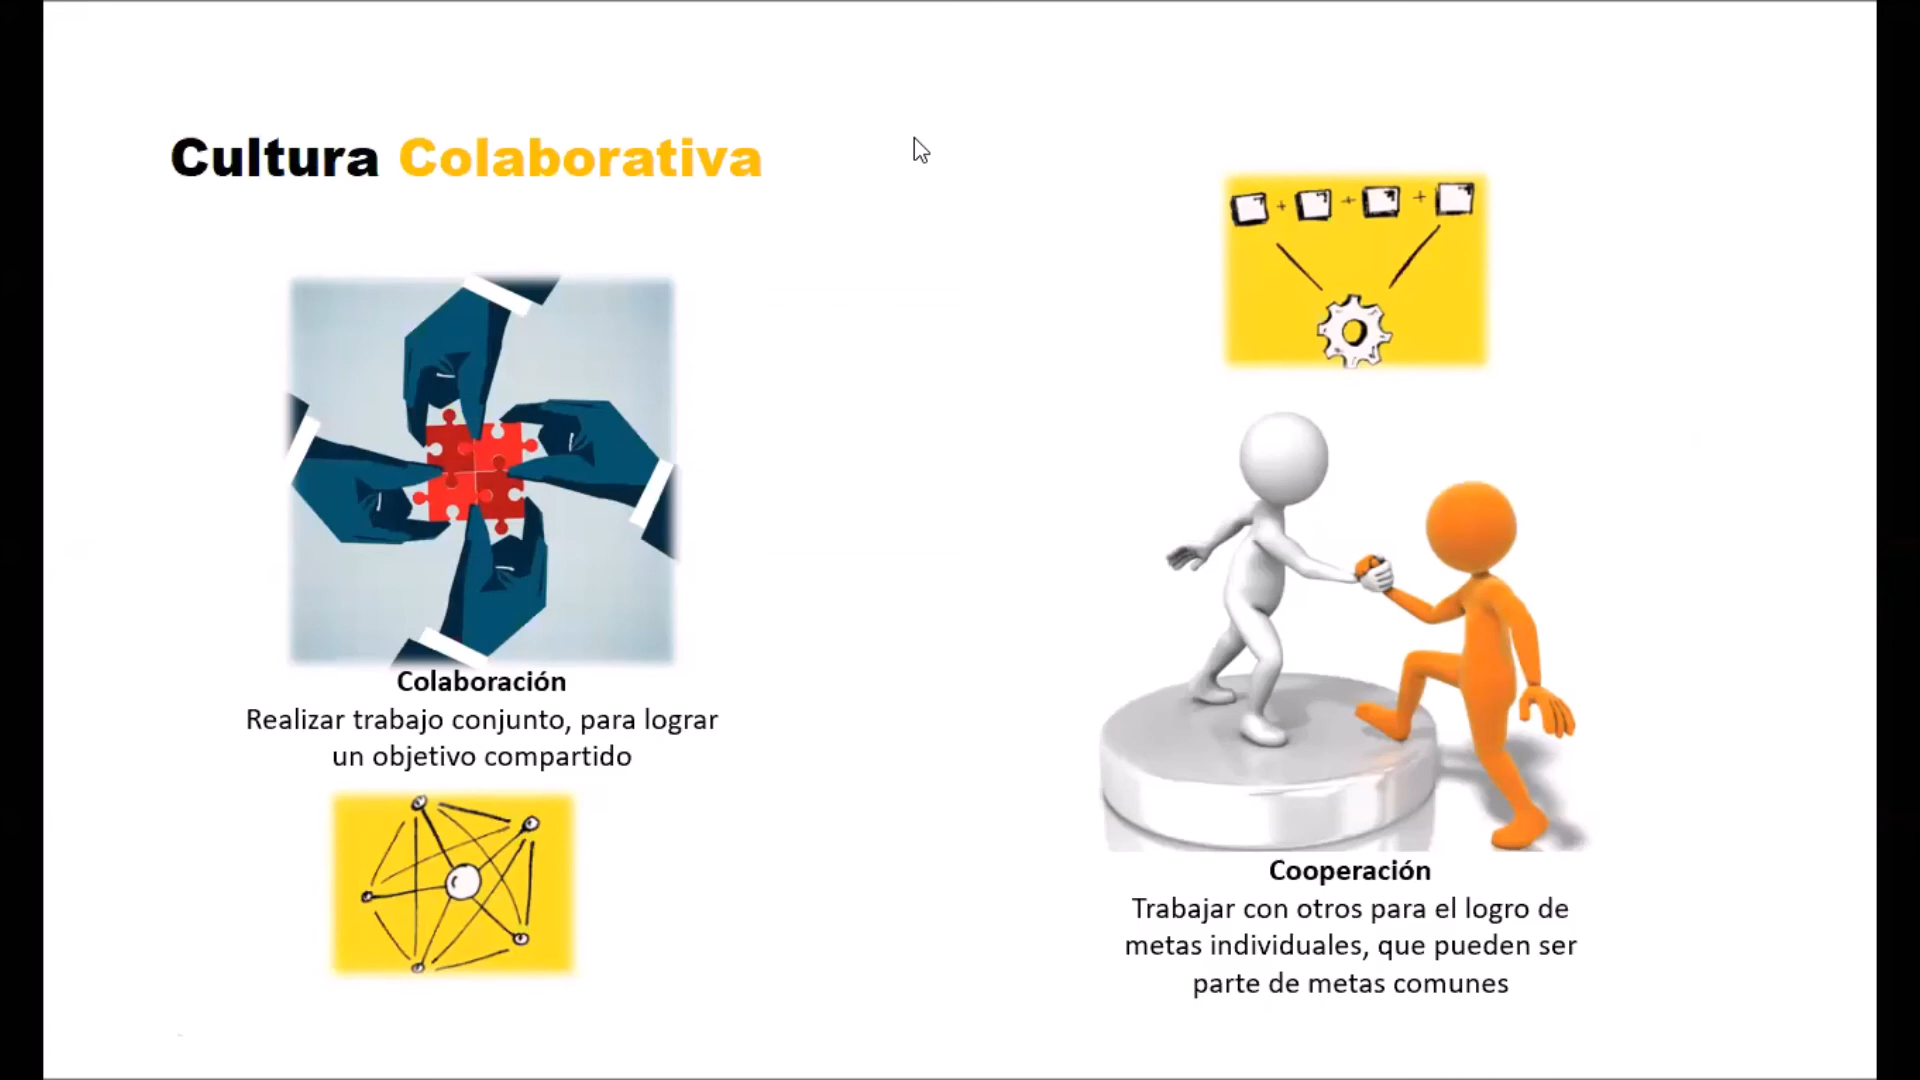 Cultura Colaborativa
Colaboración
Realizar trabajo conjunto, para lograr
un objetivo compartido
+ + +
Cooperación
Trabajar con otros para el logro de
metas individuales, que pueden ser
parte de metas comunes